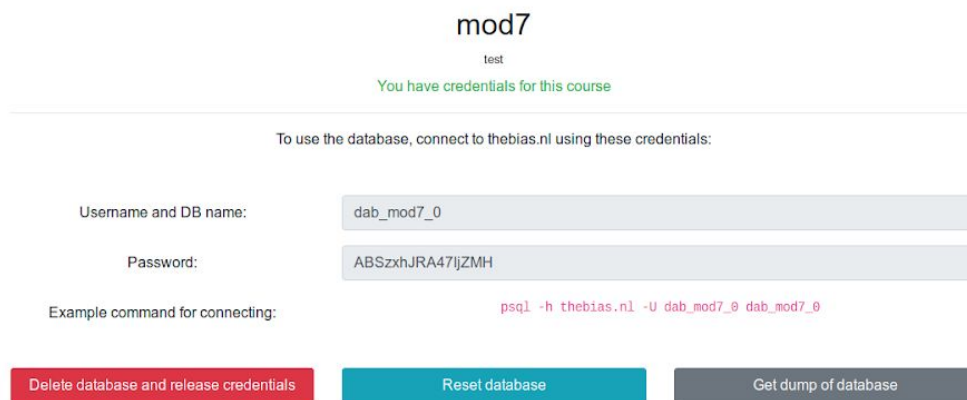 mod7
test
You have credentials for this course
To use the database, connect to thebias.nl using these credentials:
Username and DB name: dab_mod7_0
Password: ABSzxhJRA47ljZMH
Example command for connecting: psql -h thebias.nl -U dab_mod7_0 dab_mod7_0
Delete database and release credentials Reset database Get dump of database